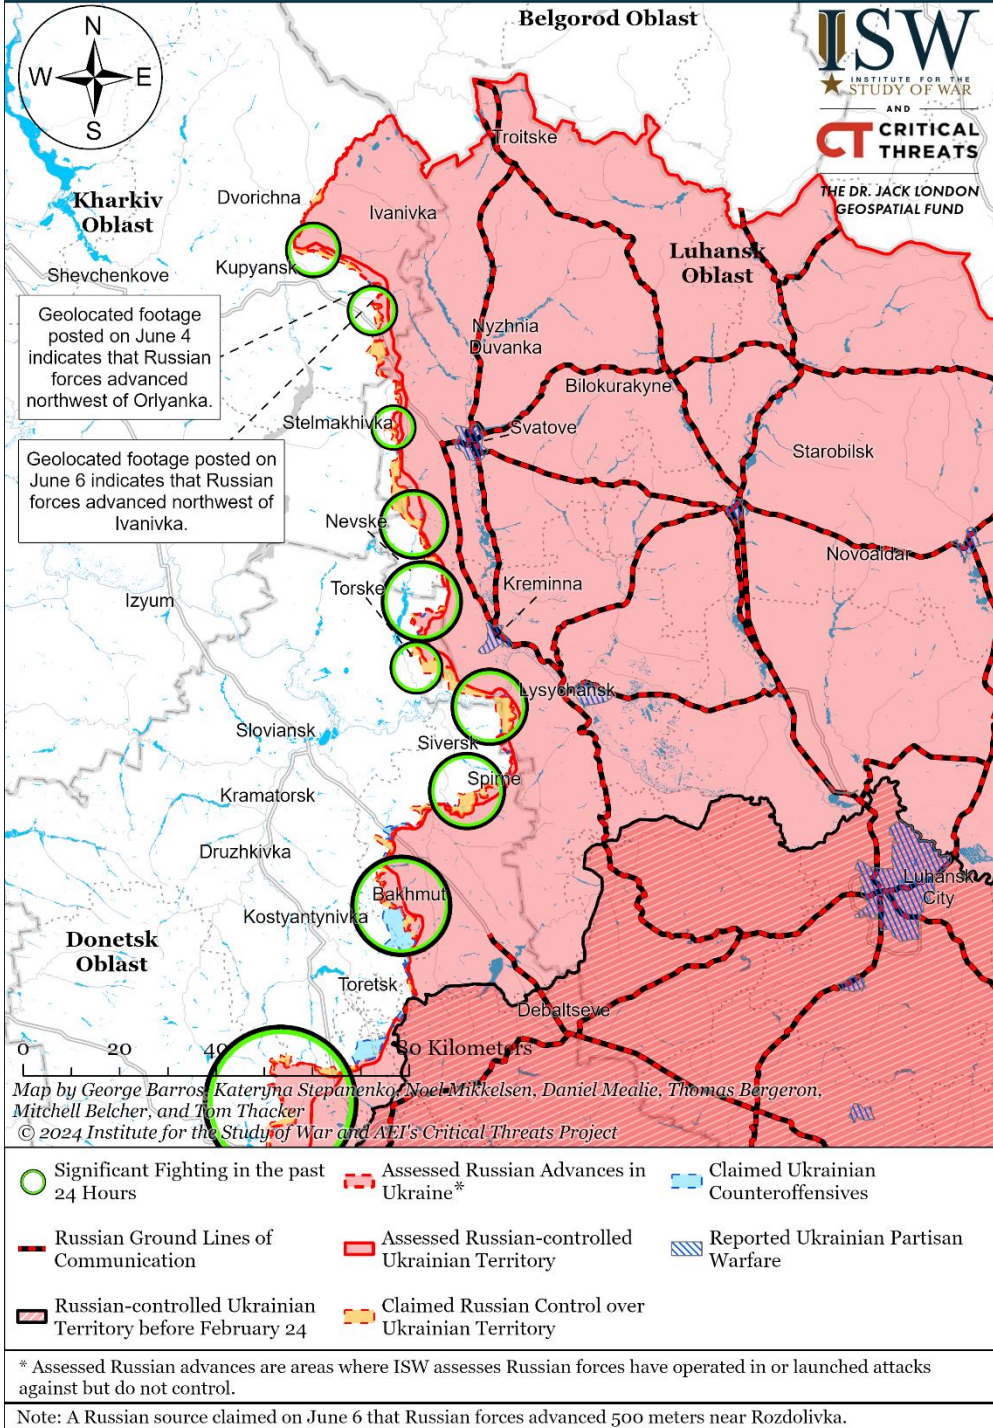 Belgorod Oblast
ISW
INSTITUTE FOR THE
STUDY OF WAR
AND
CT CRITICAL
THREATS
THE DR. JACK LONDON
GEOSPATIAL FUND
N
W E
S
Troitske
Kharkiv
Oblast
Dvorichna
Ivanivka
Luhansk
Oblast
Shevchenkove
Kupyansk
Geolocated footage
posted on June 4
indicates that Russian
forces advanced
northwest of Orlyanka.
Nyzhnia
Duvanka
Bilokurakyne
Stelmakhivka
Svatove
Starobilsk
Geolocated footage posted on
June 6 indicates that Russian
forces advanced northwest of
Ivanivka.
Nevske
Novoaidar
Torske
Kreminna
Izyum
Lysychansk
Sloviansk
Siversk
Spirne
Kramatorsk
Druzhkivka
Bakhmut
Luhansk
City
Kostyantynivka
Donetsk
Oblast
Toretsk
Debaltseve
0 20 40 80 Kilometers
Map by George Barros, Kateryna Stepanenko, Noel Mikkelsen, Daniel Mealie, Thomas Bergeron,
Mitchell Belcher, and Tom Thacker
© 2024 Institute for the Study of War and AEI's Critical Threats Project
Significant Fighting in the past
24 Hours
Assessed Russian Advances in
Ukraine*
Claimed Ukrainian
Counteroffensives
Russian Ground Lines of
Communication
Assessed Russian-controlled
Ukrainian Territory
Reported Ukrainian Partisan
Warfare
Russian-controlled Ukrainian
Territory before February 24
Claimed Russian Control over
Ukrainian Territory
* Assessed Russian advances are areas where ISW assesses Russian forces have operated in or launched attacks
against but do not control.
Note: A Russian source claimed on June 6 that Russian forces advanced 500 meters near Rozdolivka.